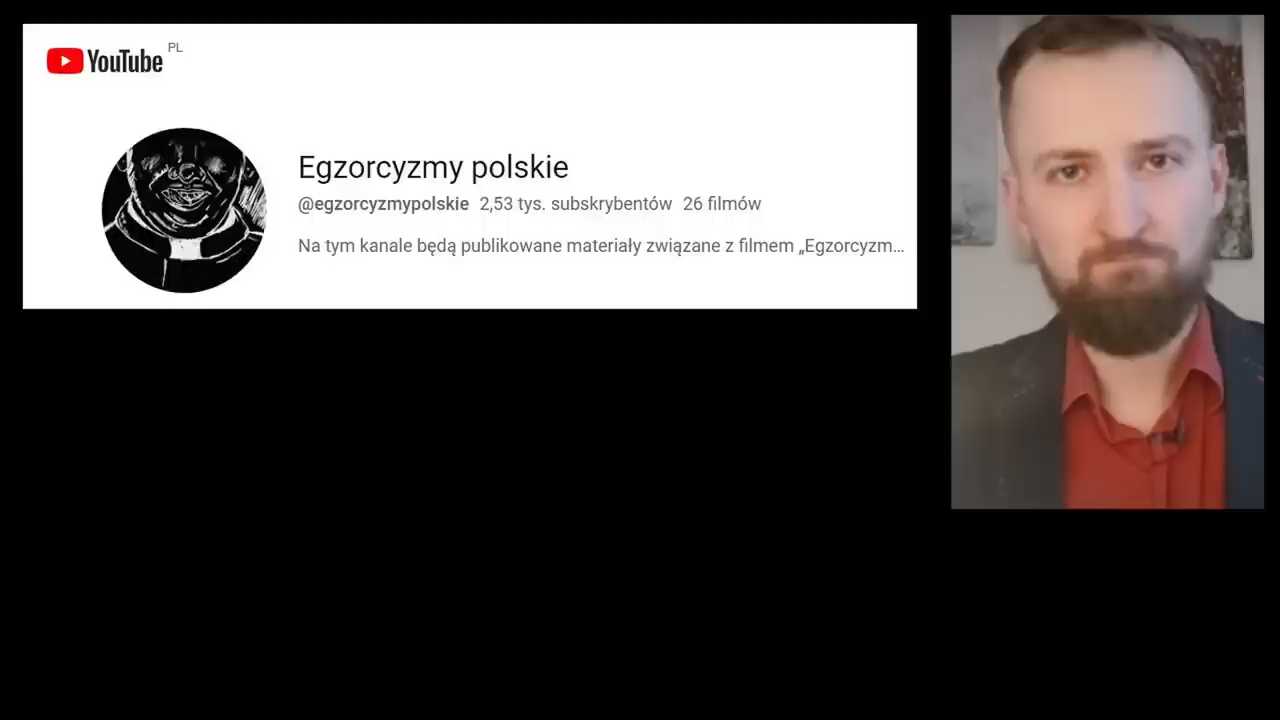 YouTube PL
Egzorcyzmy polskie
@egzorcyzmypolskie 2,53 tys. subskrybentów 26 filmów
Na tym kanale będą publikowane materiały związane z filmem „Egzorcyzm...